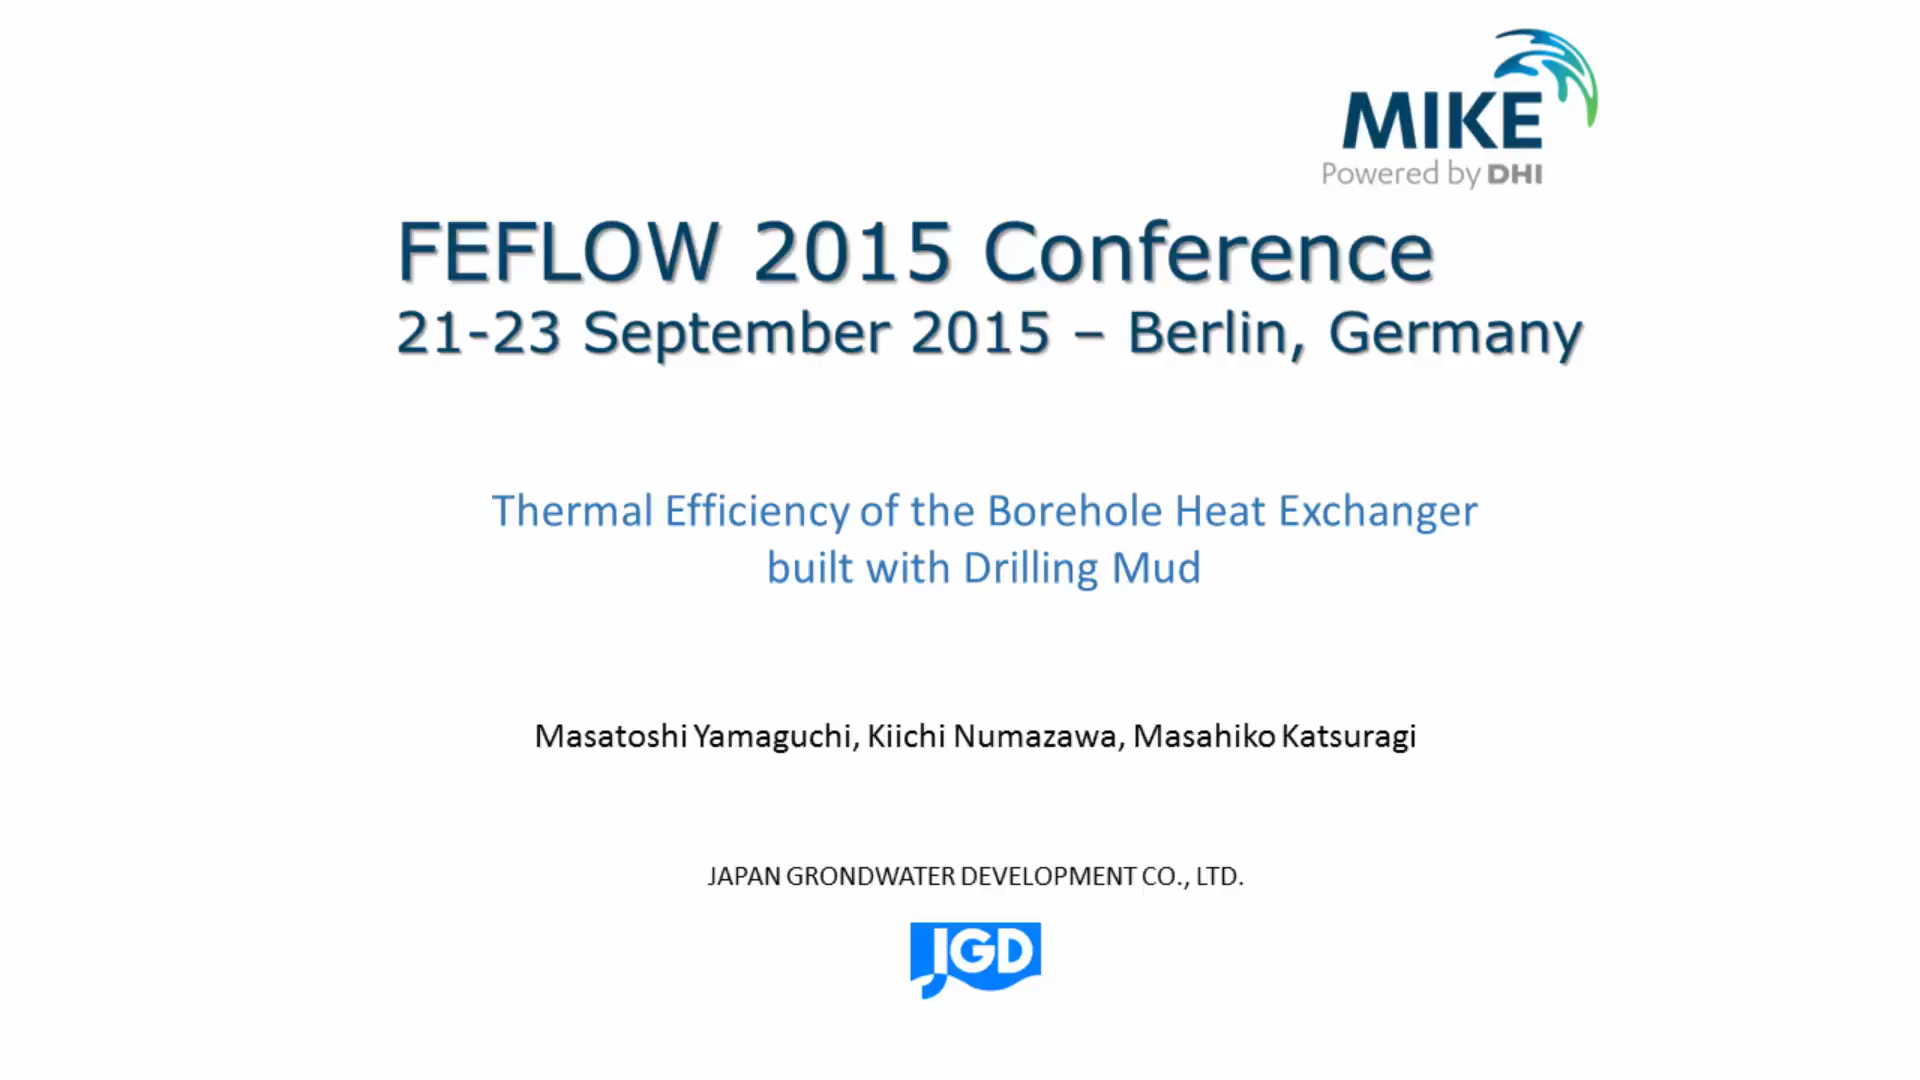 MIKE
Powered by DHI
FEFLOW 2015 Conference
21-23 September 2015 – Berlin, Germany
Thermal Efficiency of the Borehole Heat Exchanger
built with Drilling Mud
Masatoshi Yamaguchi, Kiichi Numazawa, Masahiko Katsuragi
JAPAN GRONDWATER DEVELOPMENT CO., LTD.
JGD